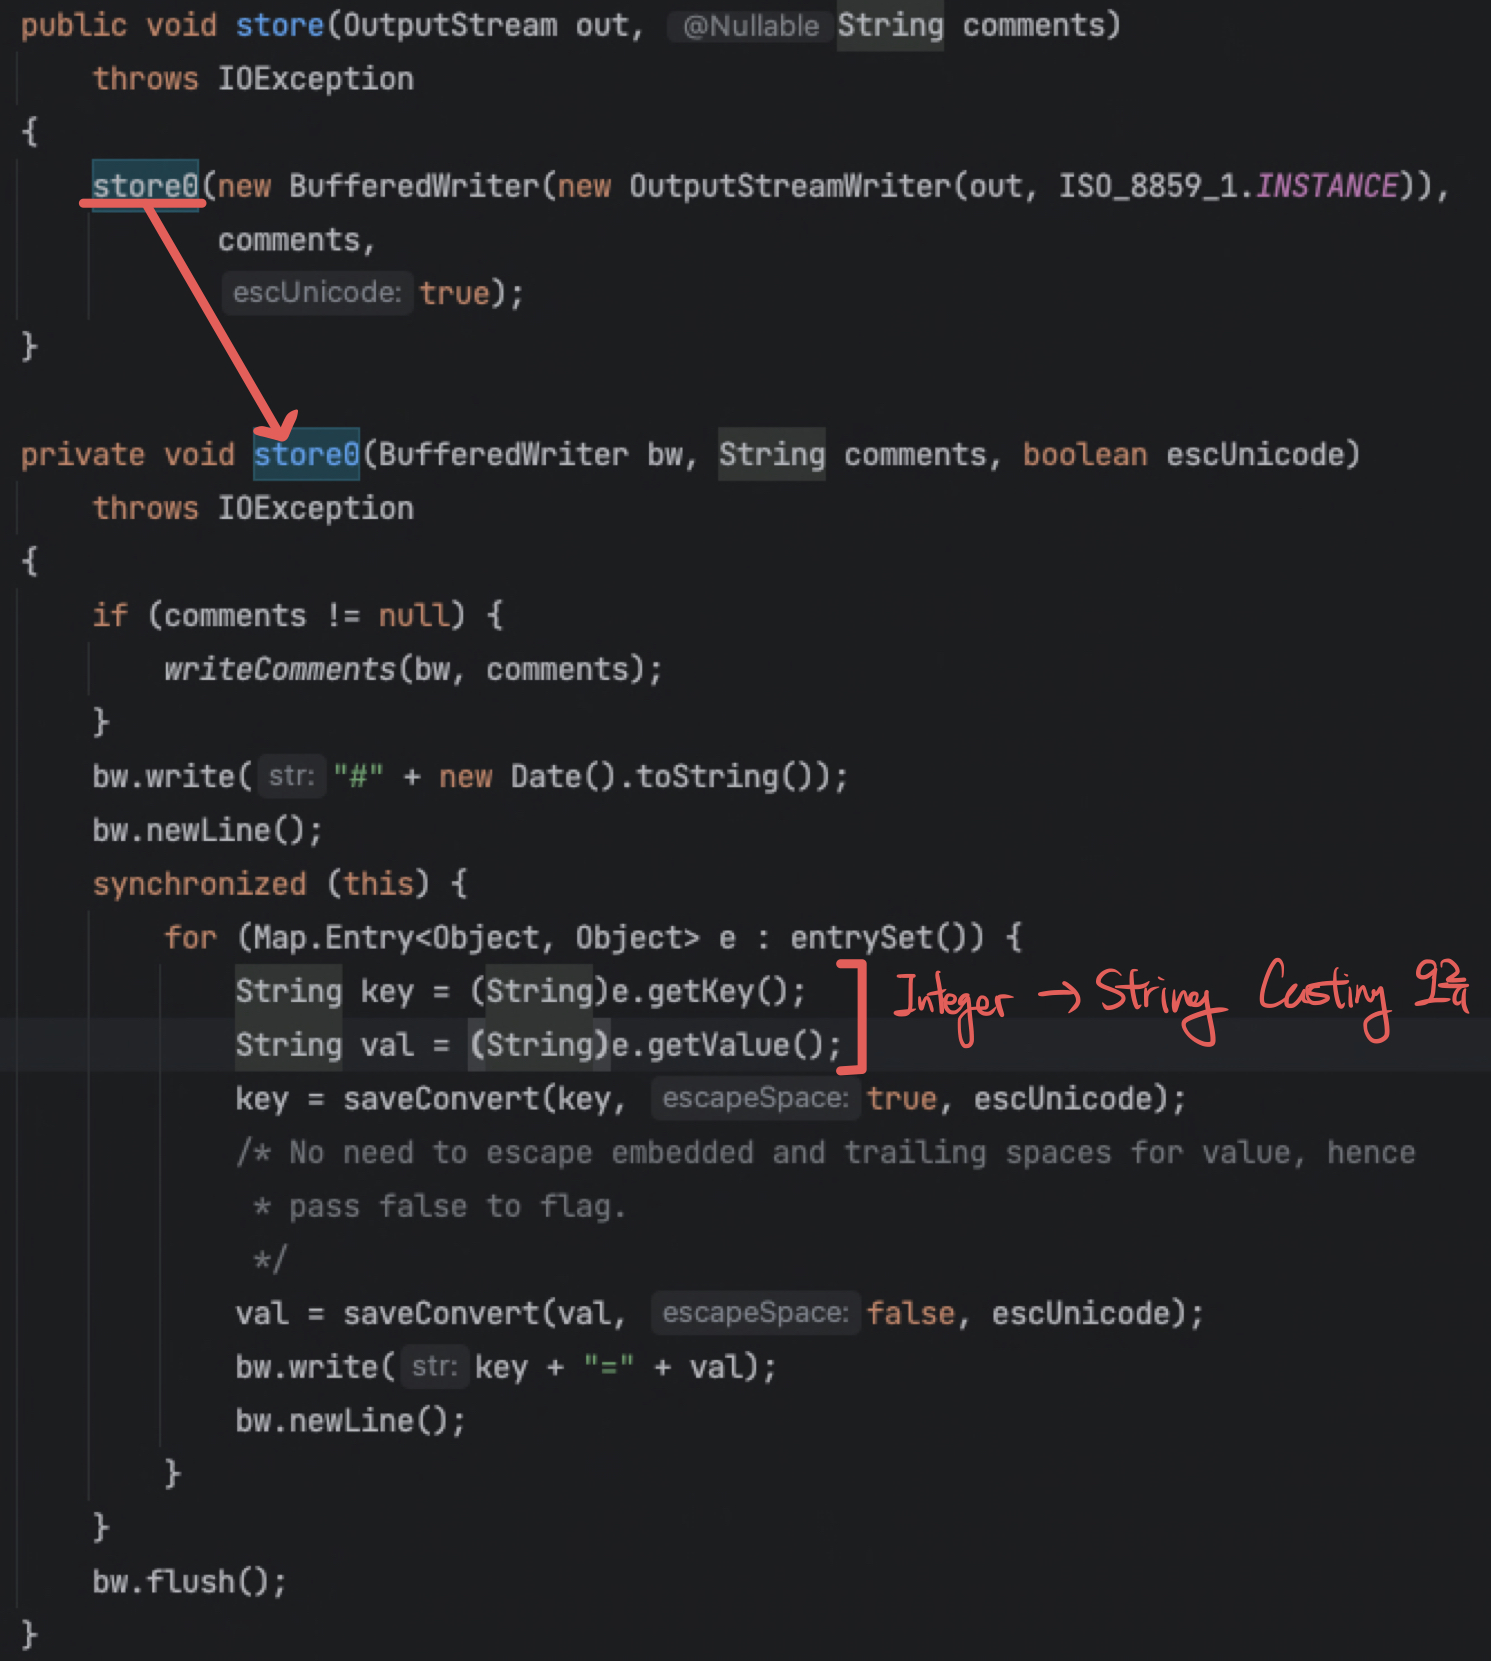 public void store(OutputStream out, @Nullable String comments)
throws IOException
{
store0(new BufferedWriter(new OutputStreamWriter(out, ISO_8859_1.INSTANCE)),
comments,
escUnicode: true);
}
private void store0(BufferedWriter bw, String comments, boolean escUnicode)
throws IOException
{
if (comments != null) {
writeComments(bw, comments);
}
bw.write( str: "#" + new Date().toString());
bw.newLine();
synchronized (this) {
for (Map.Entry<Object, Object> e : entrySet()) {
String key = (String)e.getKey();
String val = (String)e.getValue();
Integer → String Casting 오류
key = saveConvert(key, escapeSpace: true, escUnicode);
/* No need to escape embedded and trailing spaces for value, hence
* pass false to flag.
*/
val = saveConvert(val, escapeSpace: false, escUnicode);
bw.write( str: key + "=" + val);
bw.newLine();
}
}
bw.flush();
}